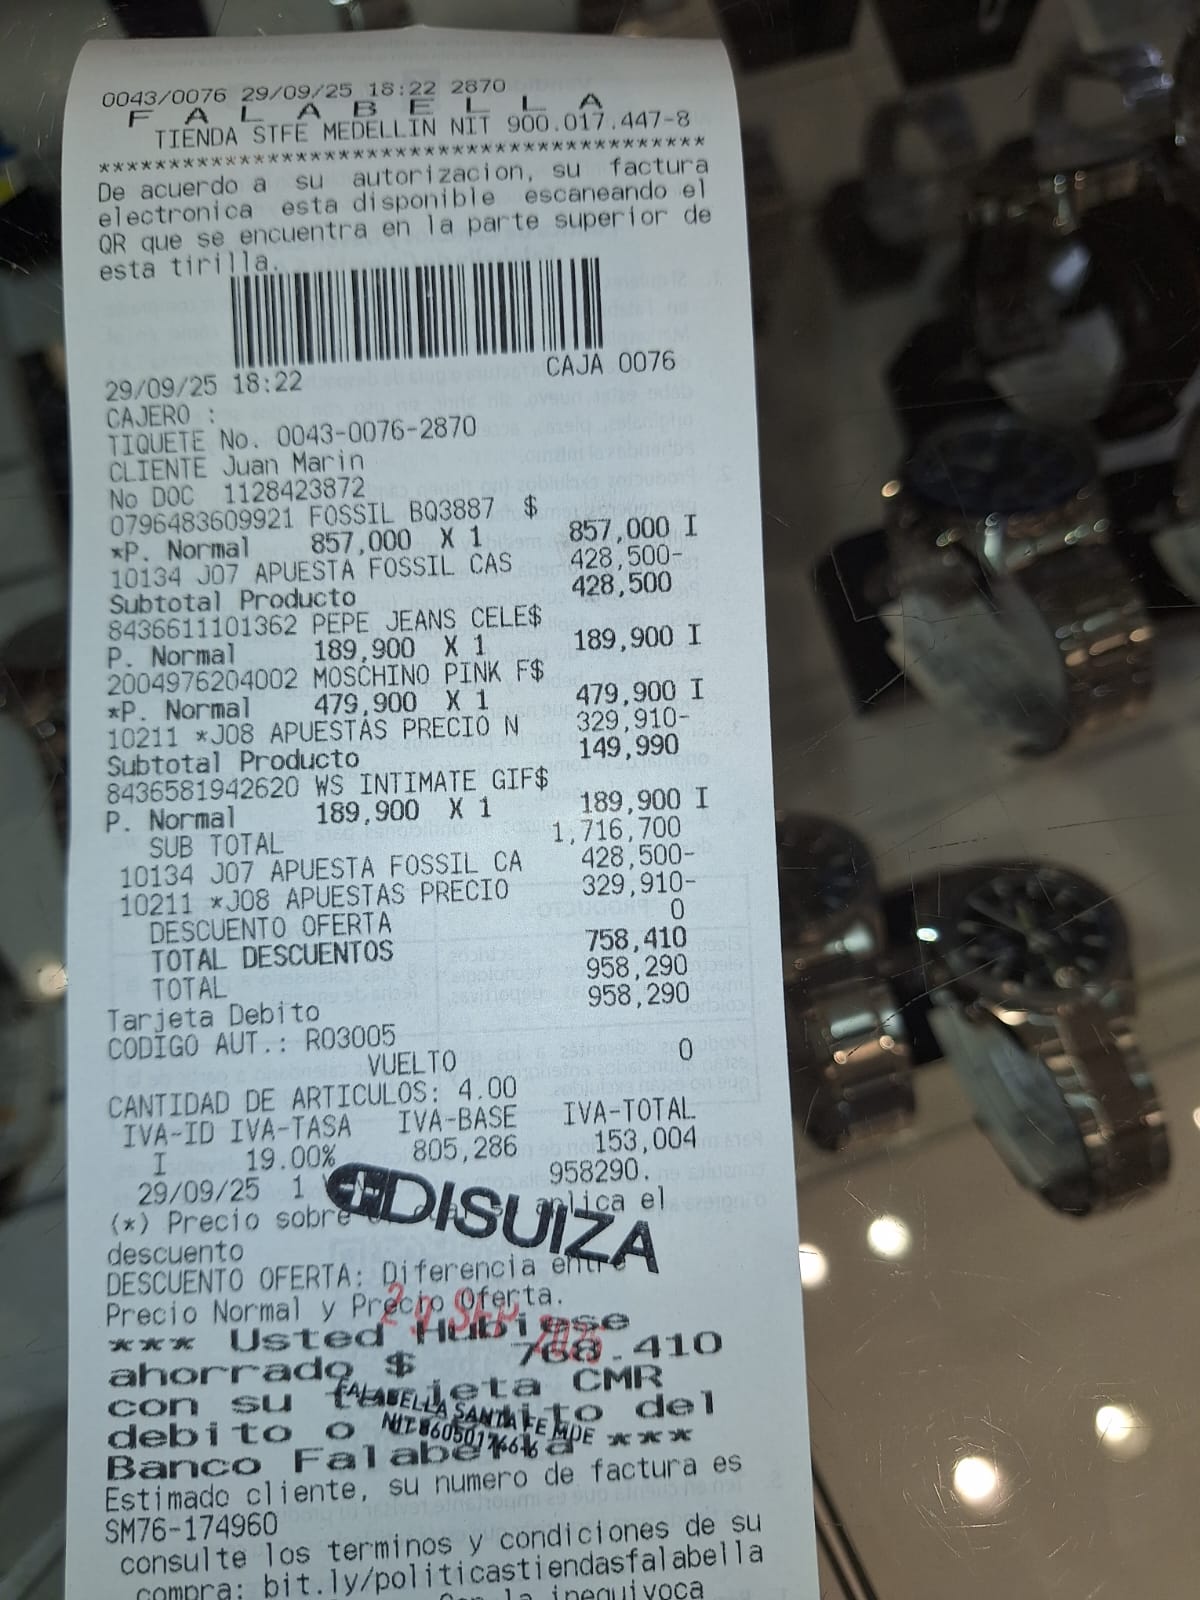 0043/0076 29/09/25 18:22 2870
F A L A B E L L A
TIENDA STFE MEDELLIN NIT 900.017.447-8
******************************************
De acuerdo a su autorizacion, su factura
electronica esta disponible escaneando el
QR que se encuentra en la parte superior de
esta tirilla.
29/09/25 18:22 CAJA 0076
CAJERO :
TIQUETE No. 0043-0076-2870
CLIENTE Juan Marin
No DOC 1128423872
0796483609921 FOSSIL BQ3887 $
*P. Normal 857,000 X 1 857,000 I
10134 J07 APUESTA FOSSIL CAS 428,500-
Subtotal Producto 428,500
8436611101362 PEPE JEANS CELE$
P. Normal 189,900 X 1 189,900 I
2004976204002 MOSCHINO PINK F$
*P. Normal 479,900 X 1 479,900 I
10211 *J08 APUESTAS PRECIO N 329,910-
Subtotal Producto 149,990
8436581942620 WS INTIMATE GIF$
P. Normal 189,900 X 1 189,900 I
SUB TOTAL 1,716,700
10134 J07 APUESTA FOSSIL CA 428,500-
10211 *J08 APUESTAS PRECIO 329,910-
DESCUENTO OFERTA 0
TOTAL DESCUENTOS 758,410
TOTAL 958,290
Tarjeta Debito 958,290
CODIGO AUT.: R03005
VUELTO 0
CANTIDAD DE ARTICULOS: 4.00
IVA-ID IVA-TASA IVA-BASE IVA-TOTAL
I 19.00% 805,286 153,004
29/09/25 1 958290.
(*) Precio sobre aplica el
DISUIZA
descuento
DESCUENTO OFERTA: Diferencia entre
Precio Normal y Precio Oferta.
29 SEP 2025
*** Usted Hubiese
ahorrado $ 768.410
con su tarjeta CMR
debito o del
Banco Falabella ***
FALABELLA SANTA FE MDE
Estimado cliente, su numero de factura es
SM76-174960
consulte los terminos y condiciones de su
compra: bit.ly/politicastiendasfalabella
la inequivoca